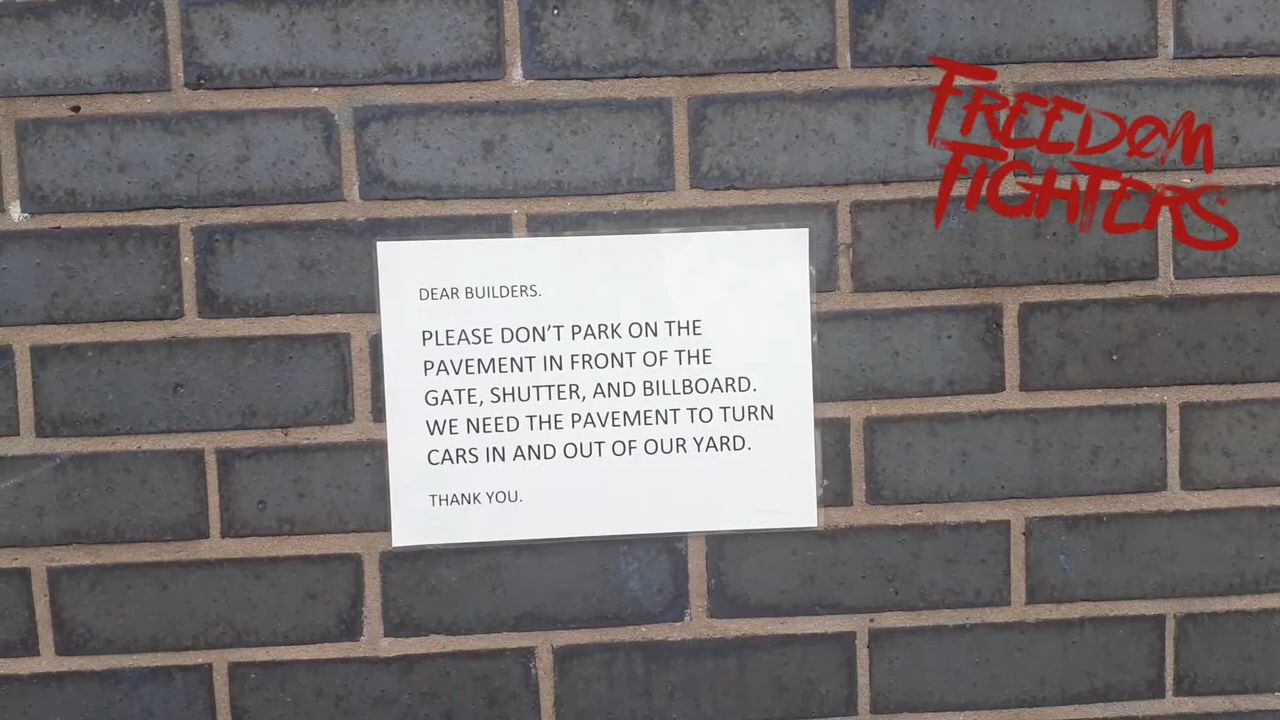 FREEDOM
FIGHTERS
DEAR BUILDERS.
PLEASE DON'T PARK ON THE
PAVEMENT IN FRONT OF THE
GATE, SHUTTER, AND BILLBOARD.
WE NEED THE PAVEMENT TO TURN
CARS IN AND OUT OF OUR YARD.
THANK YOU.